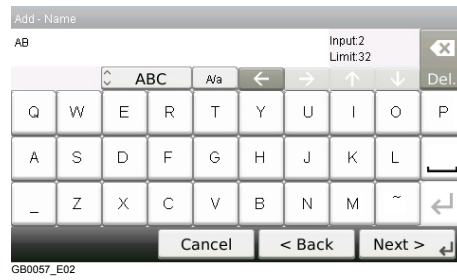 Add - Name
AB Input:2
Limit:32
ABC A/a ← → ↑ ↓ Del.
Q W E R T Y U I O P
A S D F G H J K L
_ Z X C V B N M ~
Cancel < Back Next >
GB0057_E02